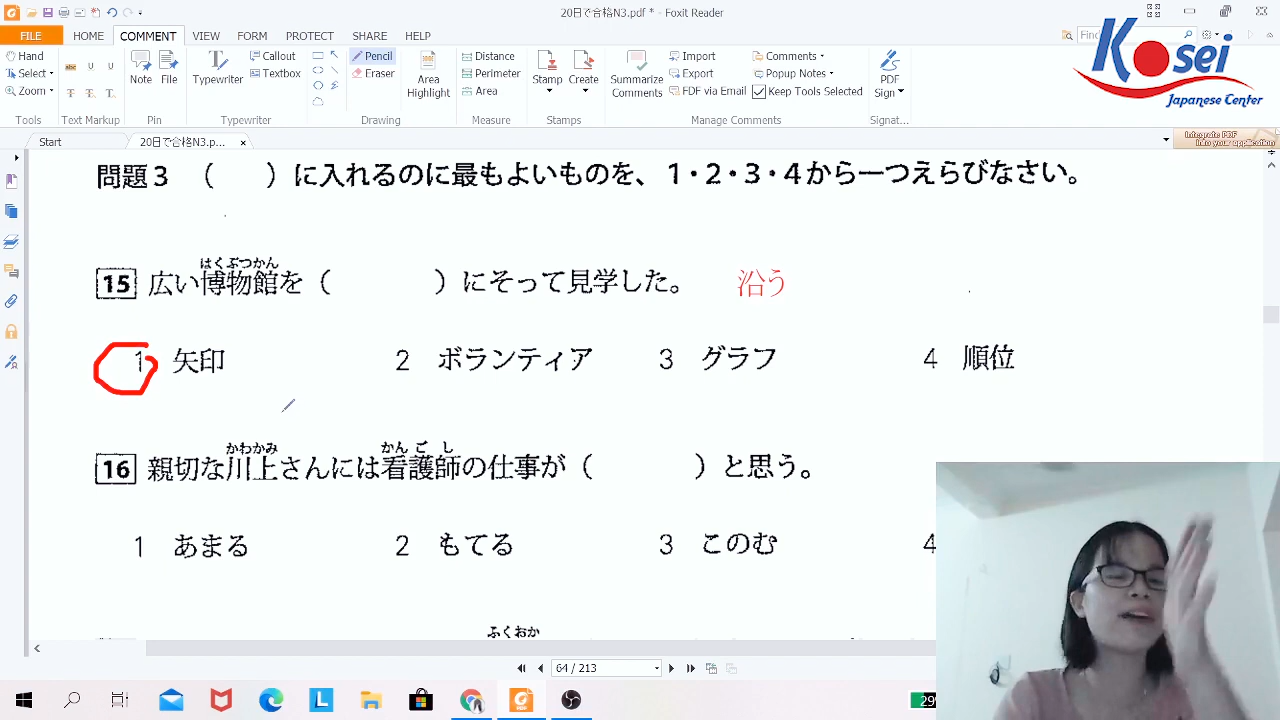 20日で合格N3.pdf * - Foxit Reader
FILE HOME COMMENT VIEW FORM PROTECT SHARE HELP
Find
Hand
Select
Zoom
Tools
Text Markup
Note File
Pin
Typewriter
Callout
Textbox
Typewriter
Pencil
Eraser
Area Highlight
Drawing
Distance
Perimeter
Area
Measure
Stamp Create
Stamps
Summarize Comments
Import
Export
FDF via Email
Comments
Popup Notes
Keep Tools Selected
Manage Comments
PDF Sign
Signat...
Kosei
Japanese Center
Start
20日で合格N3.p...
Integrate PDF
into your application
問題3 ( )に入れるのに最もよいものを、1・2・3・4から一つえらびなさい。
はくぶつかん
15 広い博物館を( )にそって見学した。 沿う
1 矢印 2 ボランティア 3 グラフ 4 順位
かわかみ かんごし
16 親切な川上さんには看護師の仕事が( )と思う。
1 あまる 2 もてる 3 このむ 4
ふくおか
64 / 213